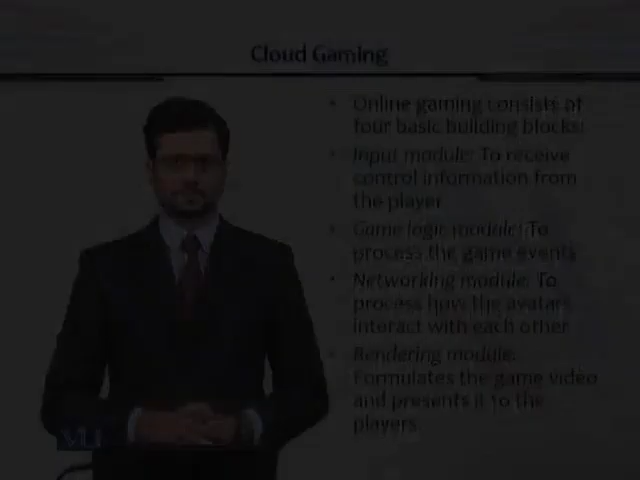 Cloud Gaming
• Online gaming consists of
four basic building blocks:
• Input module: To receive
control information from
the player
• Game logic module: To
process the game events
• Networking module: To
process how the avatars
interact with each other
• Rendering module:
Formulates the game video
and presents it to the
players.
VU